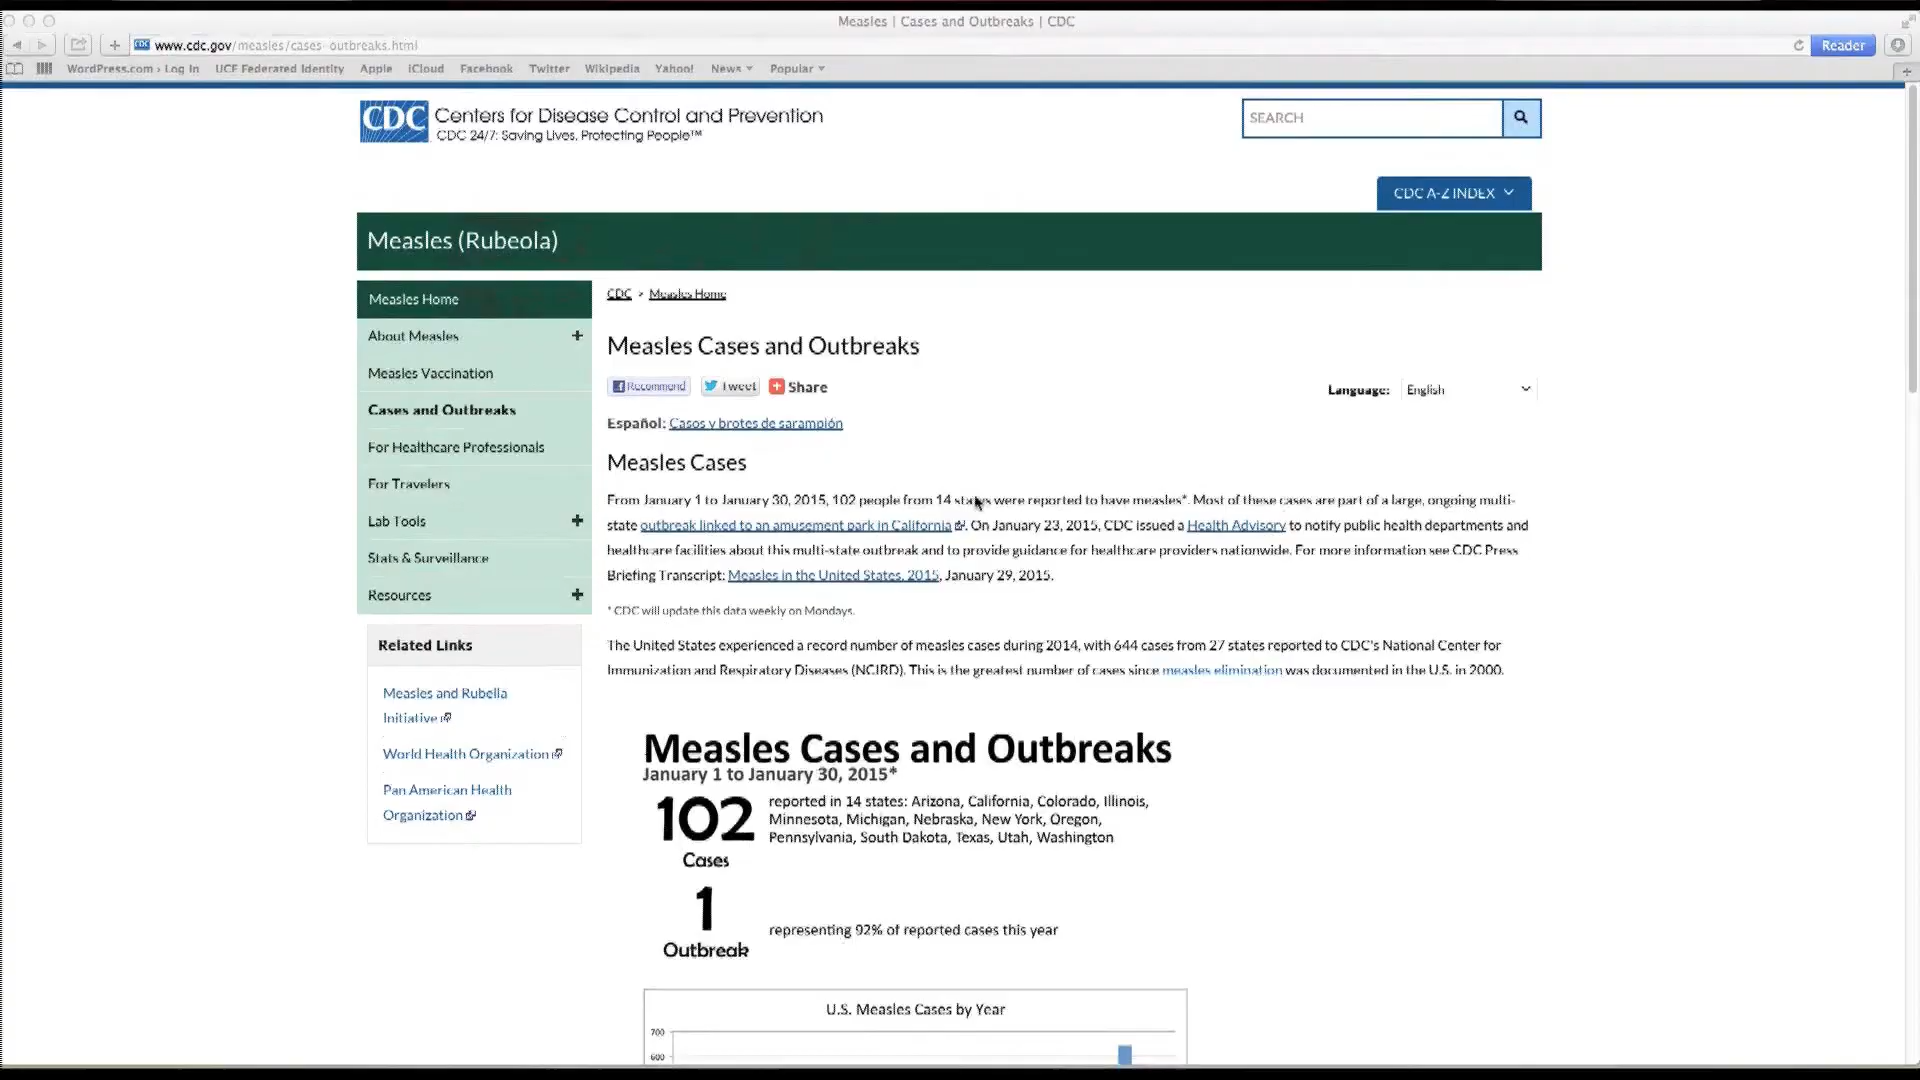 Measles | Cases and Outbreaks | CDC
www.cdc.gov/measles/cases-outbreaks.html
Reader
WordPress.com › Log In UCF Federated Identity Apple iCloud Facebook Twitter Wikipedia Yahoo! News Popular
CDC Centers for Disease Control and Prevention
CDC 24/7: Saving Lives. Protecting People™
SEARCH
CDC A-Z INDEX
Measles (Rubeola)
Measles Home
About Measles
Measles Vaccination
Cases and Outbreaks
For Healthcare Professionals
For Travelers
Lab Tools
Stats & Surveillance
Resources
Related Links
Measles and Rubella
Initiative
World Health Organization
Pan American Health
Organization
CDC > Measles Home
Measles Cases and Outbreaks
Recommend Tweet Share
Language: English
Español: Casos y brotes de sarampión
Measles Cases
From January 1 to January 30, 2015, 102 people from 14 states were reported to have measles*. Most of these cases are part of a large, ongoing multi-
state outbreak linked to an amusement park in California. On January 23, 2015, CDC issued a Health Advisory to notify public health departments and
healthcare facilities about this multi-state outbreak and to provide guidance for healthcare providers nationwide. For more information see CDC Press
Briefing Transcript: Measles in the United States, 2015, January 29, 2015.
* CDC will update this data weekly on Mondays.
The United States experienced a record number of measles cases during 2014, with 644 cases from 27 states reported to CDC's National Center for
Immunization and Respiratory Diseases (NCIRD). This is the greatest number of cases since measles elimination was documented in the U.S. in 2000.
Measles Cases and Outbreaks
January 1 to January 30, 2015*
102
Cases
reported in 14 states: Arizona, California, Colorado, Illinois,
Minnesota, Michigan, Nebraska, New York, Oregon,
Pennsylvania, South Dakota, Texas, Utah, Washington
1
Outbreak
representing 92% of reported cases this year
U.S. Measles Cases by Year
700
600